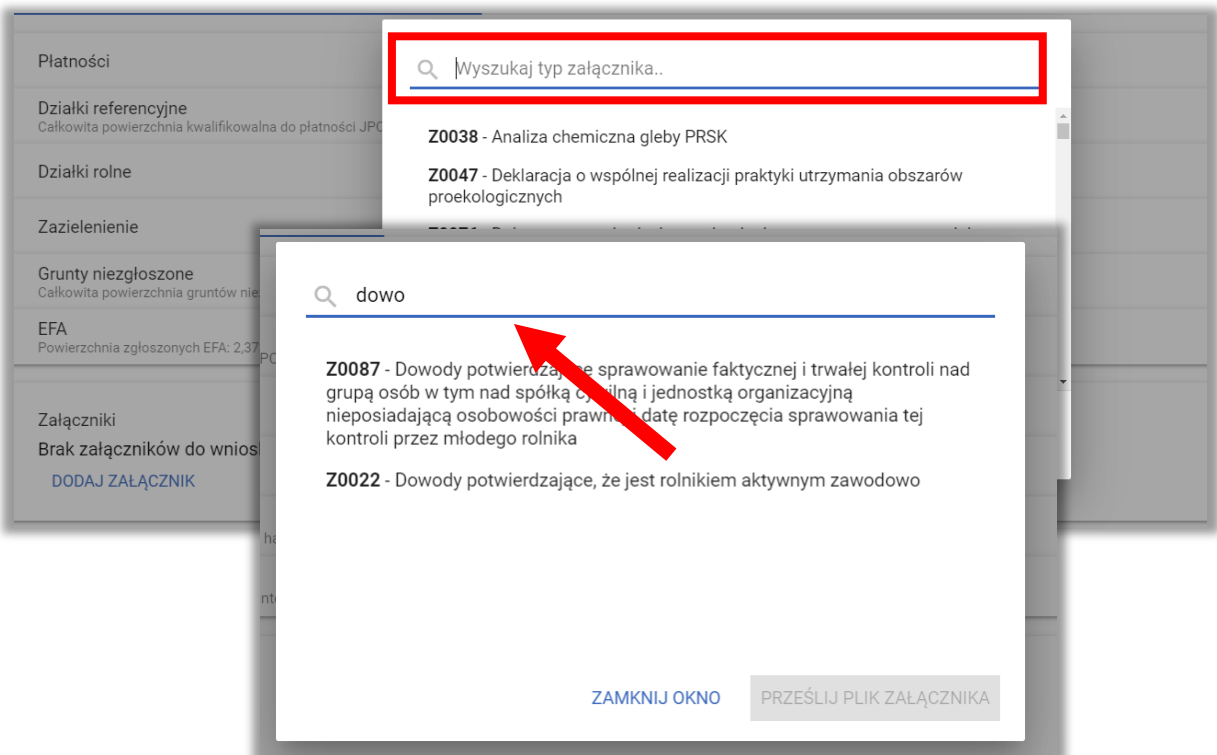 Płatności
Działki referencyjne
Całkowita powierzchnia kwalifikowalna do płatności
Działki rolne
Zazielenienie
Grunty niezgłoszone
Całkowita powierzchnia gruntów
EFA
Powierzchnia zgłoszonych EFA: 2,37
Załączniki
Brak załączników do
DODAJ ZAŁĄCZNIK
Wyszukaj typ załącznika..
Z0038 - Analiza chemiczna gleby PRSK
Z0047 - Deklaracja o wspólnej realizacji praktyki utrzymania obszarów
proekologicznych
dowo
Z0087 - Dowody potwierdzające sprawowanie faktycznej i trwałej kontroli nad
grupą osób w tym nad spółką cywilną i jednostką organizacyjną
nieposiadającą osobowości i datę rozpoczęcia sprawowania tej
kontroli przez młodego rolnika
Z0022 - Dowody potwierdzające, że jest rolnikiem aktywnym zawodowo
ZAMKNIJ OKNO
PRZEŚLIJ PLIK ZAŁĄCZNIKA